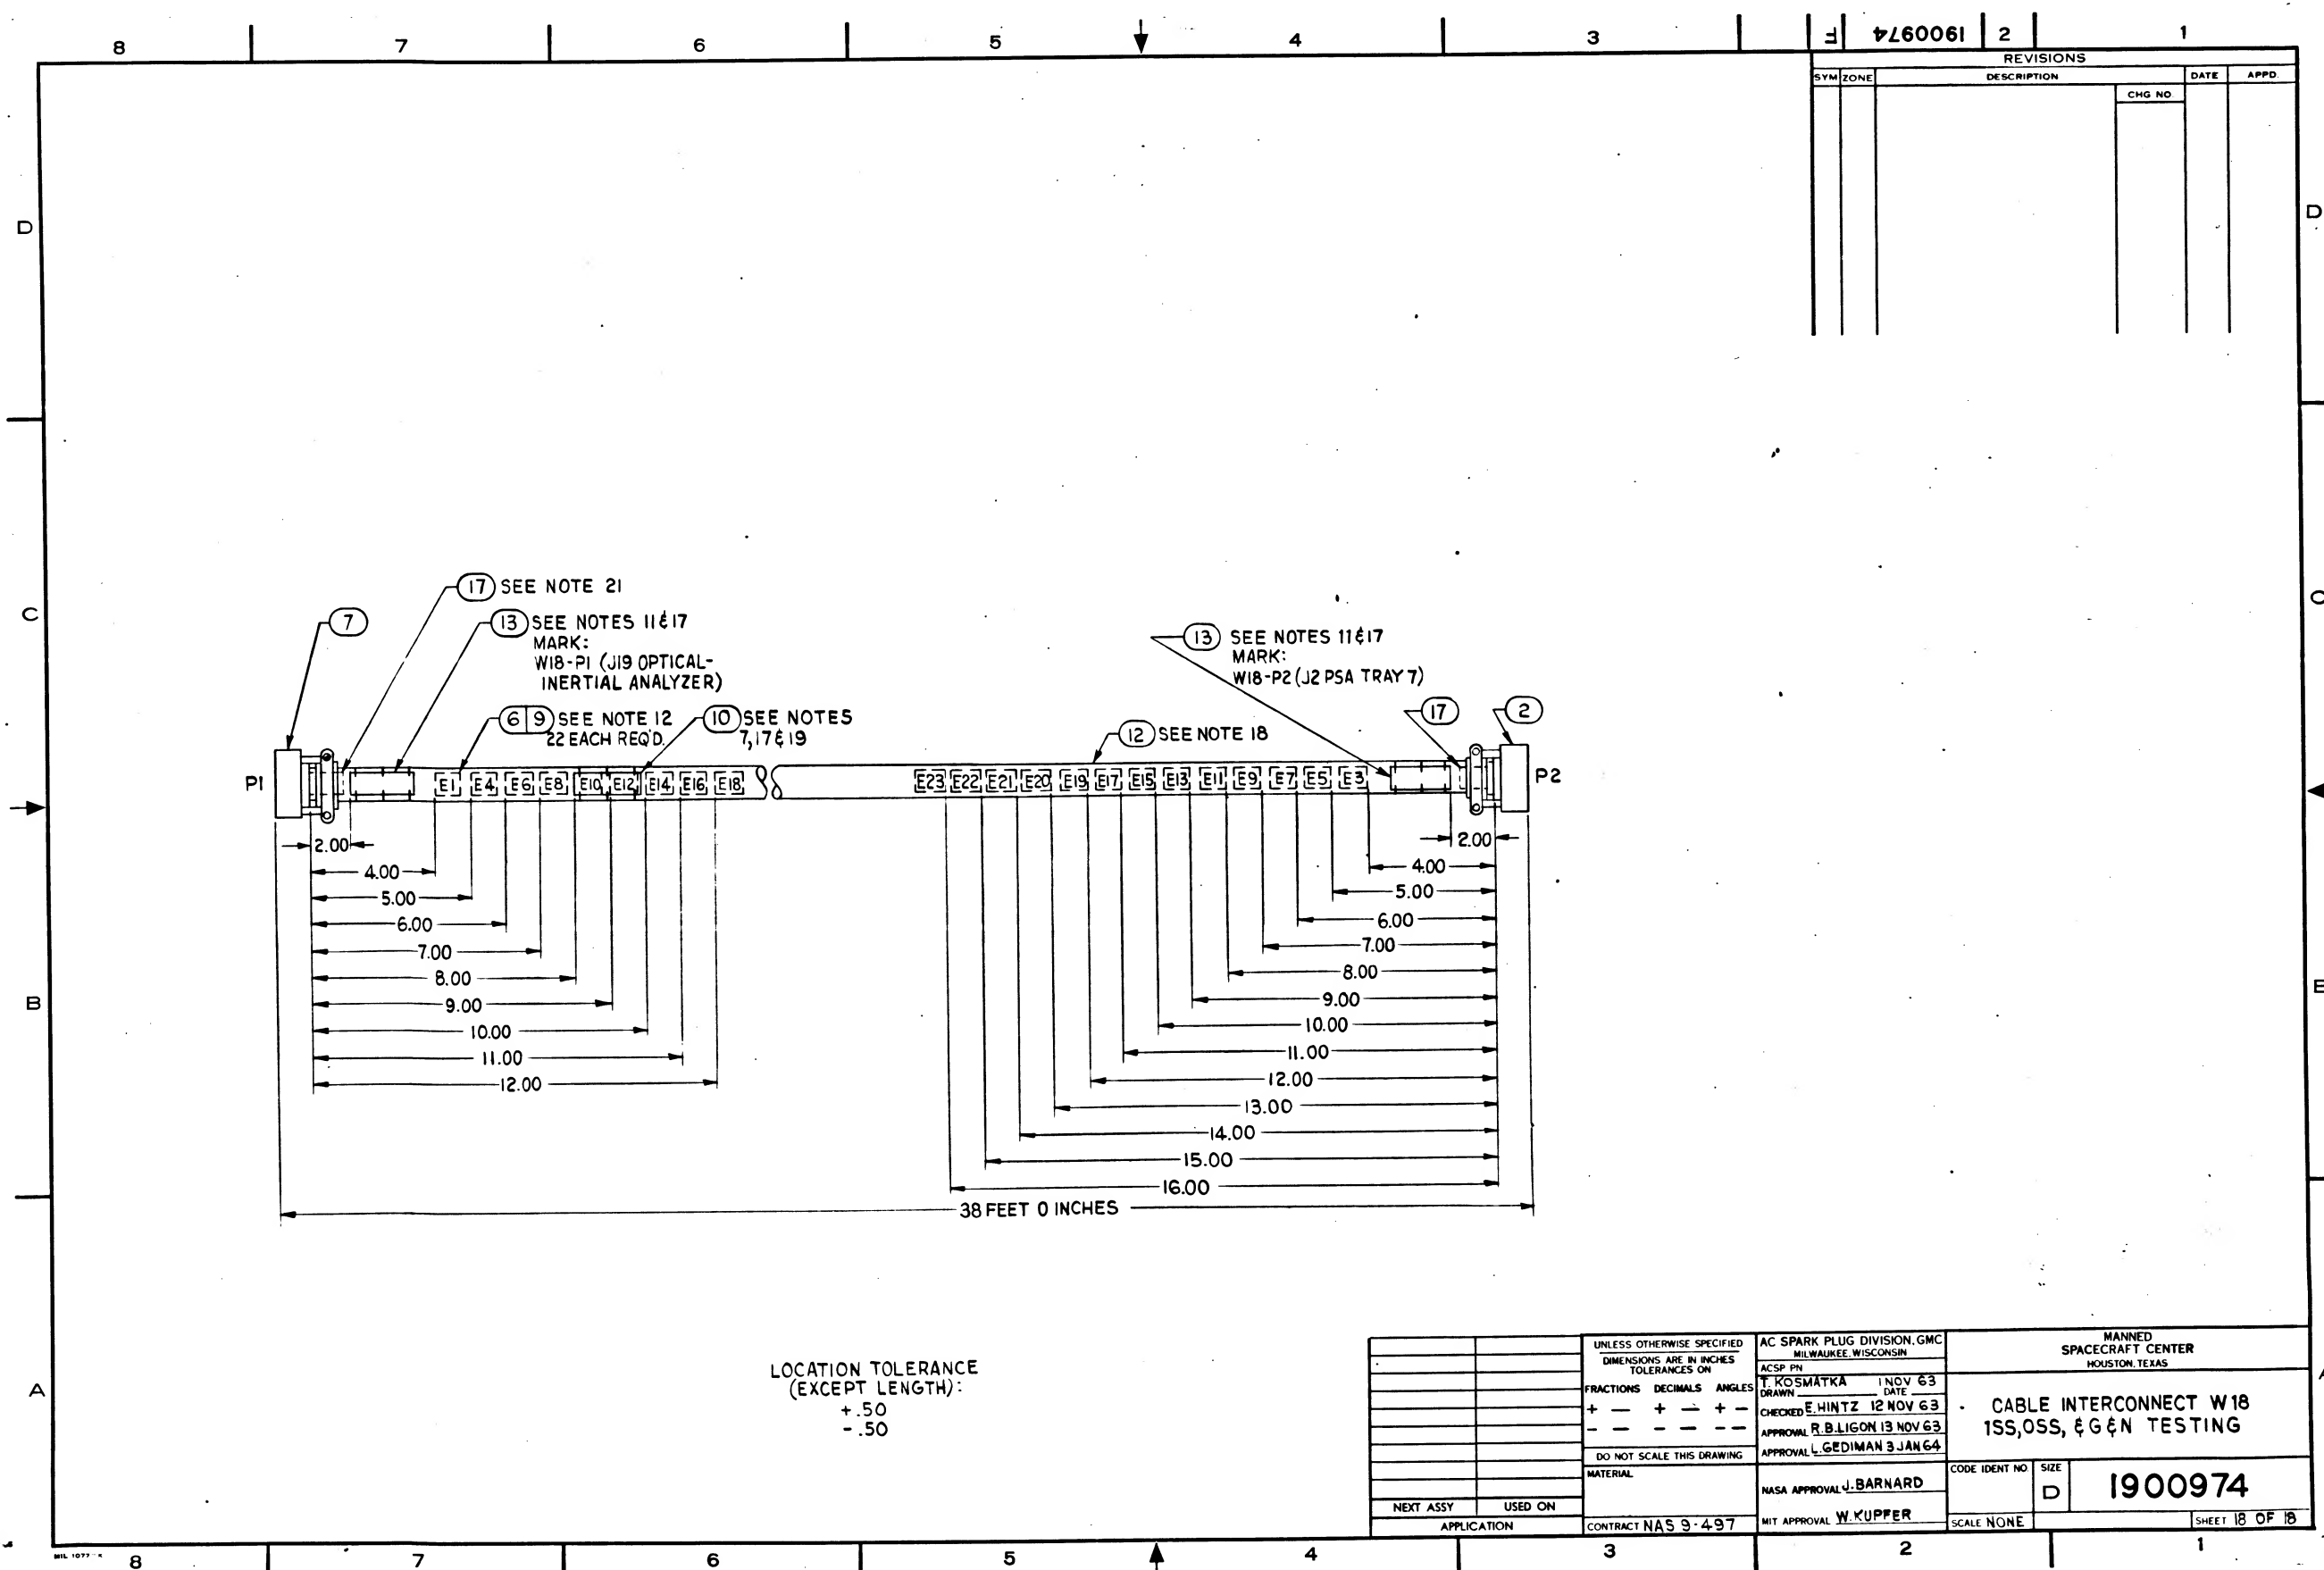 8 7 6 5 4 3 F 1900974 2 1
REVISIONS
SYM ZONE DESCRIPTION DATE APPD.
CHG NO.
D D
C C
B B
A A
17 SEE NOTE 21
7
13 SEE NOTES 11&17
MARK:
W18-P1 (J19 OPTICAL-
INERTIAL ANALYZER)
6 9 SEE NOTE 12
22 EACH REQ'D.
10 SEE NOTES
7,17&19
13 SEE NOTES 11&17
MARK:
W18-P2 (J2 PSA TRAY 7)
12 SEE NOTE 18
17
2
P1 E1 E4 E6 E8 E10 E12 E14 E16 E18 E23 E22 E21 E20 E19 E17 E15 E13 E11 E9 E7 E5 E3 P2
2.00 2.00
4.00 4.00
5.00 5.00
6.00 6.00
7.00 7.00
8.00 8.00
9.00 9.00
10.00 10.00
11.00 11.00
12.00 12.00
13.00
14.00
15.00
16.00
38 FEET 0 INCHES
LOCATION TOLERANCE
(EXCEPT LENGTH):
+.50
-.50
NEXT ASSY USED ON
APPLICATION
UNLESS OTHERWISE SPECIFIED
DIMENSIONS ARE IN INCHES
TOLERANCES ON
FRACTIONS DECIMALS ANGLES
+ — + — + —
- — - — - —
DO NOT SCALE THIS DRAWING
MATERIAL
CONTRACT NAS 9-497
AC SPARK PLUG DIVISION, GMC
MILWAUKEE, WISCONSIN
ACSP PN
DRAWN T. KOSMATKA DATE 1 NOV 63
CHECKED E. HINTZ 12 NOV 63
APPROVAL R.B.LIGON 13 NOV 63
APPROVAL L.GEDIMAN 3 JAN 64
NASA APPROVAL J. BARNARD
MIT APPROVAL W. KUPFER
MANNED
SPACECRAFT CENTER
HOUSTON, TEXAS
CABLE INTERCONNECT W18
1SS,OSS, &G&N TESTING
CODE IDENT NO. SIZE
D 1900974
SCALE NONE SHEET 18 OF 18
8 7 6 5 4 3 2 1